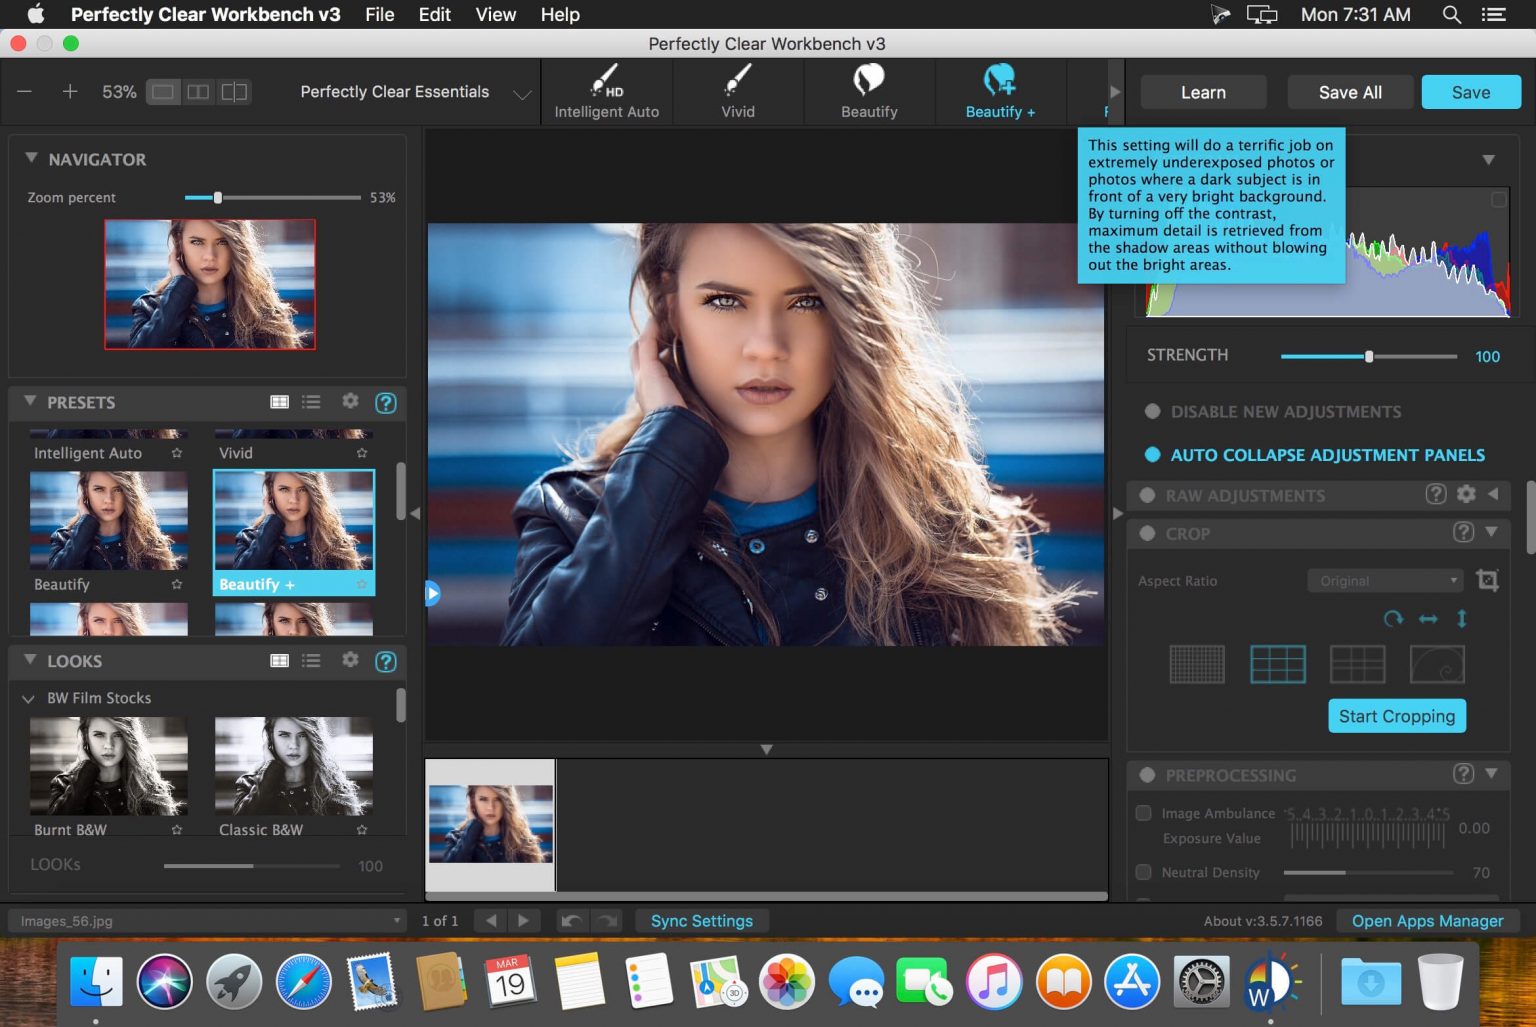 Perfectly Clear Workbench v3 File Edit View Help Mon 7:31 AM
Perfectly Clear Workbench v3
53% Perfectly Clear Essentials
HD
Intelligent Auto Vivid Beautify Beautify +
Learn Save All Save
This setting will do a terrific job on
extremely underexposed photos or
photos where a dark subject is in
front of a very bright background.
By turning off the contrast,
maximum detail is retrieved from
the shadow areas without blowing
out the bright areas.
NAVIGATOR
Zoom percent 53%
PRESETS ?
Intelligent Auto Vivid
Beautify Beautify +
LOOKS ?
BW Film Stocks
Burnt B&W Classic B&W
LOOKs 100
STRENGTH 100
DISABLE NEW ADJUSTMENTS
AUTO COLLAPSE ADJUSTMENT PANELS
RAW ADJUSTMENTS ?
CROP ?
Aspect Ratio Original
Start Cropping
PREPROCESSING ?
Image Ambulance -5..4..3..2..1..0..1..2..3..4+5
Exposure Value 0.00
Neutral Density 70
Images_56.jpg 1 of 1 Sync Settings About v:3.5.7.1166 Open Apps Manager
MAR
19
3D
W